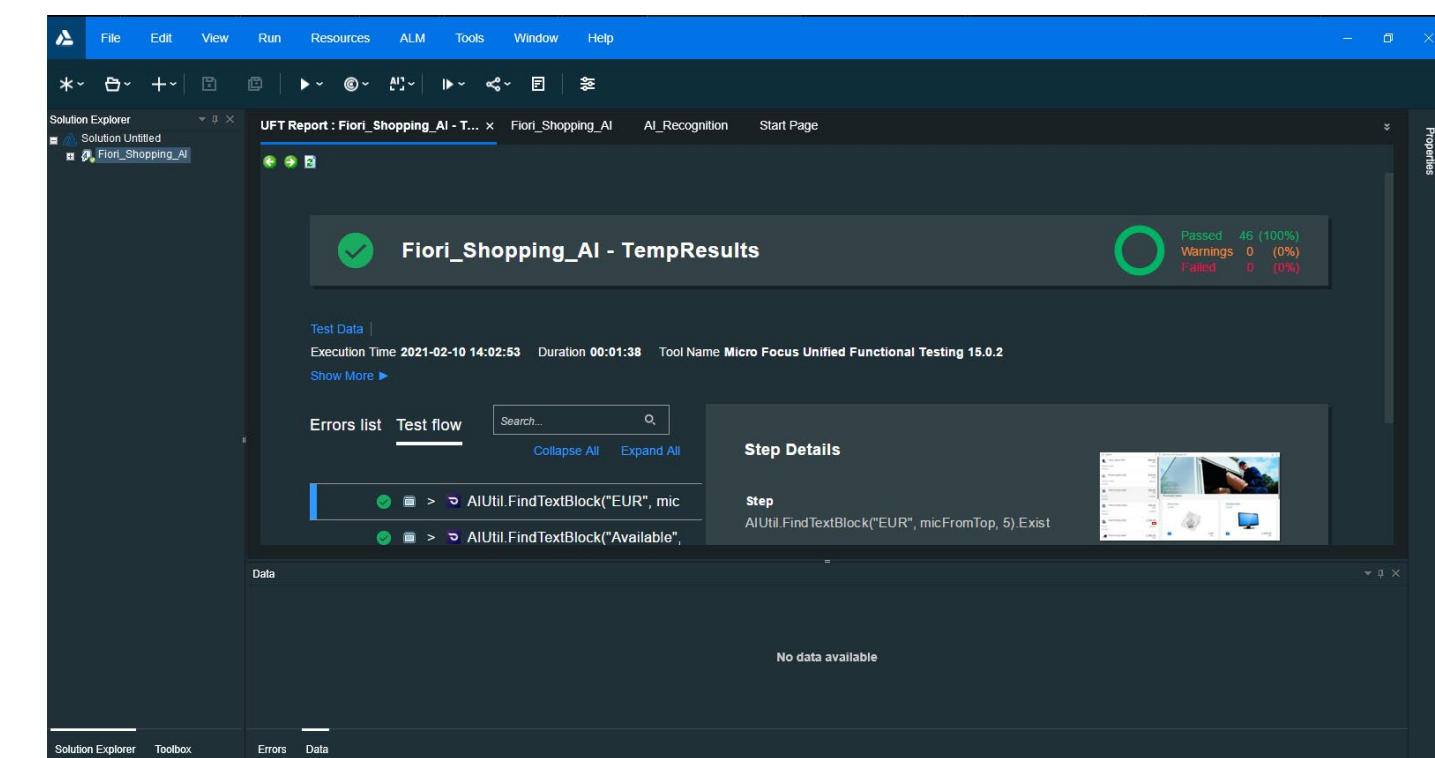 File Edit View Run Resources ALM Tools Window Help
Solution Explorer
Solution Untitled
Fiori_Shopping_AI
UFT Report : Fiori_Shopping_AI - T... Fiori_Shopping_AI AI_Recognition Start Page
Properties
Fiori_Shopping_AI - TempResults
Passed 46 (100%)
Warnings 0 (0%)
Failed 0 (0%)
Test Data
Execution Time 2021-02-10 14:02:53 Duration 00:01:38 Tool Name Micro Focus Unified Functional Testing 15.0.2
Show More
Errors list Test flow Search...
Collapse All Expand All
Step Details
> AIUtil.FindTextBlock("EUR", mic
Step
AIUtil.FindTextBlock("EUR", micFromTop, 5).Exist
> AIUtil.FindTextBlock("Available",
Data
No data available
Solution Explorer Toolbox Errors Data